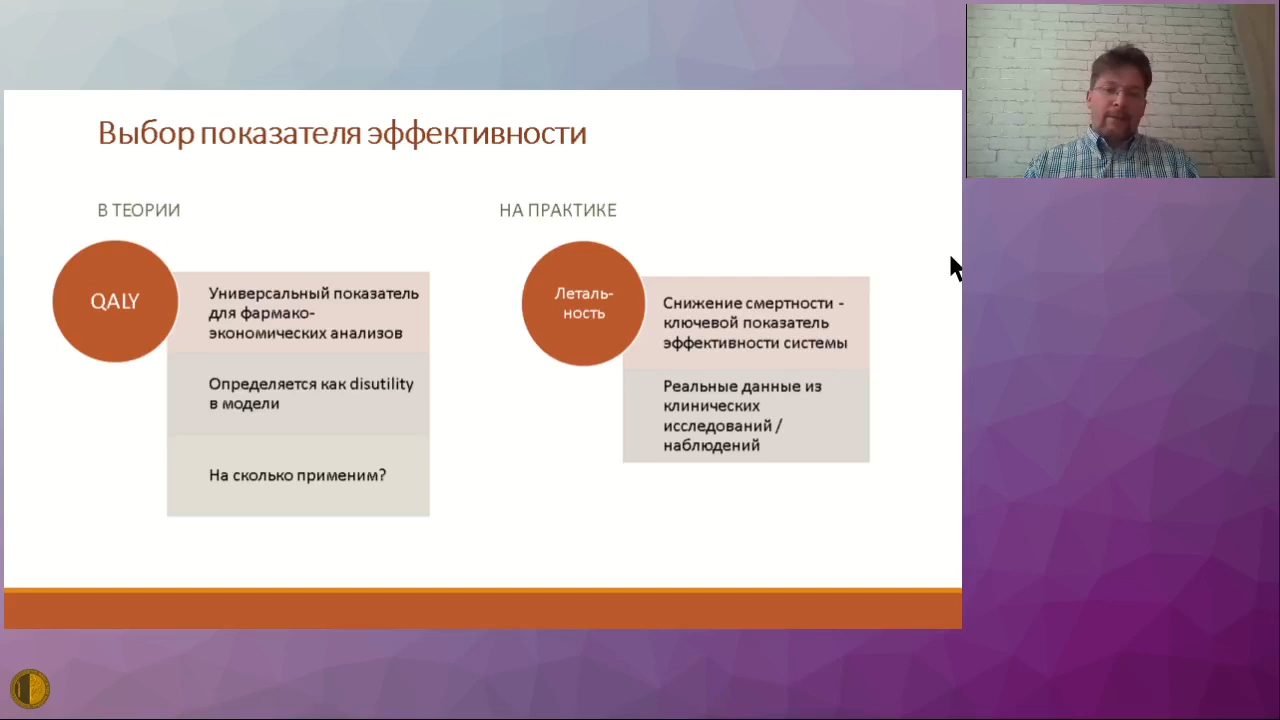 Выбор показателя эффективности
В ТЕОРИИ
QALY
Универсальный показатель
для фармако-
экономических анализов
Определяется как disutility
в модели
На сколько применим?
НА ПРАКТИКЕ
Леталь-
ность
Снижение смертности -
ключевой показатель
эффективности системы
Реальные данные из
клинических
исследований /
наблюдений